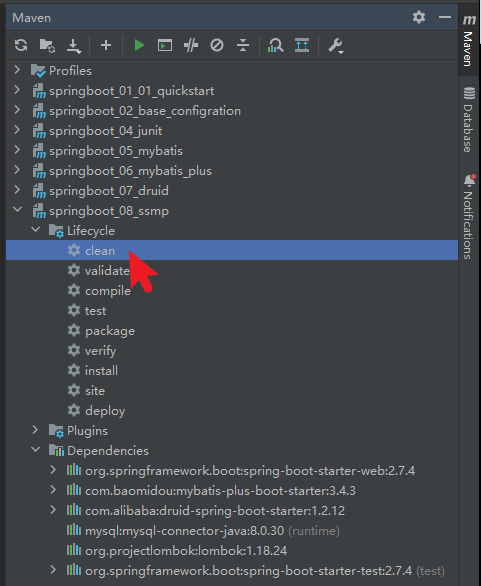 Maven
Profiles
springboot_01_01_quickstart
springboot_02_base_configration
springboot_04_junit
springboot_05_mybatis
springboot_06_mybatis_plus
springboot_07_druid
springboot_08_ssmp
Lifecycle
clean
validate
compile
test
package
verify
install
site
deploy
Plugins
Dependencies
org.springframework.boot:spring-boot-starter-web:2.7.4
com.baomidou:mybatis-plus-boot-starter:3.4.3
com.alibaba:druid-spring-boot-starter:1.2.12
mysql:mysql-connector-java:8.0.30 (runtime)
org.projectlombok:lombok:1.18.24
org.springframework.boot:spring-boot-starter-test:2.7.4 (test)
m
Maven
Database
Notifications